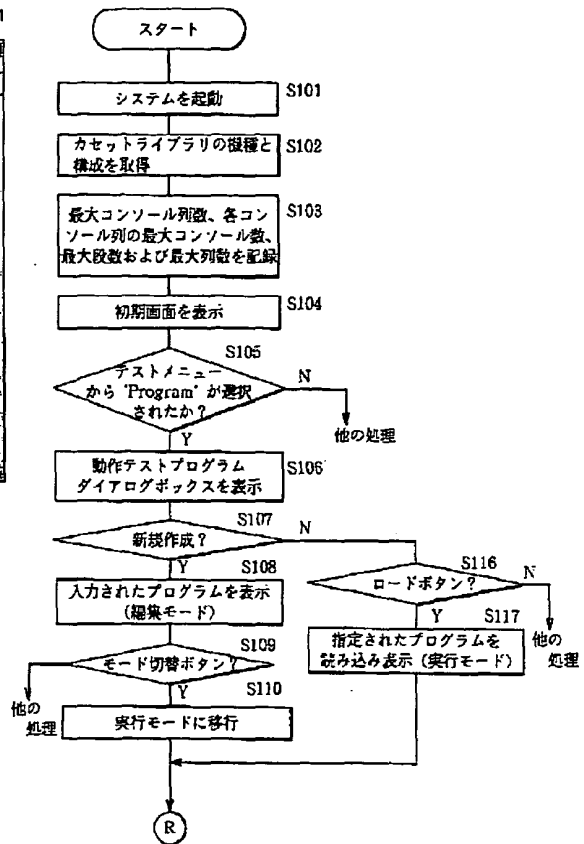 スタート
システムを起動
S101
カセットライブラリの機種と
構成を取得
S102
最大コンソール列数、各コン
ソール列の最大コンソール数、
最大段数および最大列数を記録
S103
初期画面を表示
S104
S105
テストメニュー
から "Program" が選択
されたか？
N
他の処理
Y
動作テストプログラム
ダイアログボックスを表示
S106
S107
新規作成？
N
Y
S108
入力されたプログラムを表示
(編集モード)
S116
ロードボタン？
N
他の
処理
Y
S117
指定されたプログラムを
読み込み表示 (実行モード)
S109
モード切替ボタン？
他の
処理
Y
S110
実行モードに移行
R